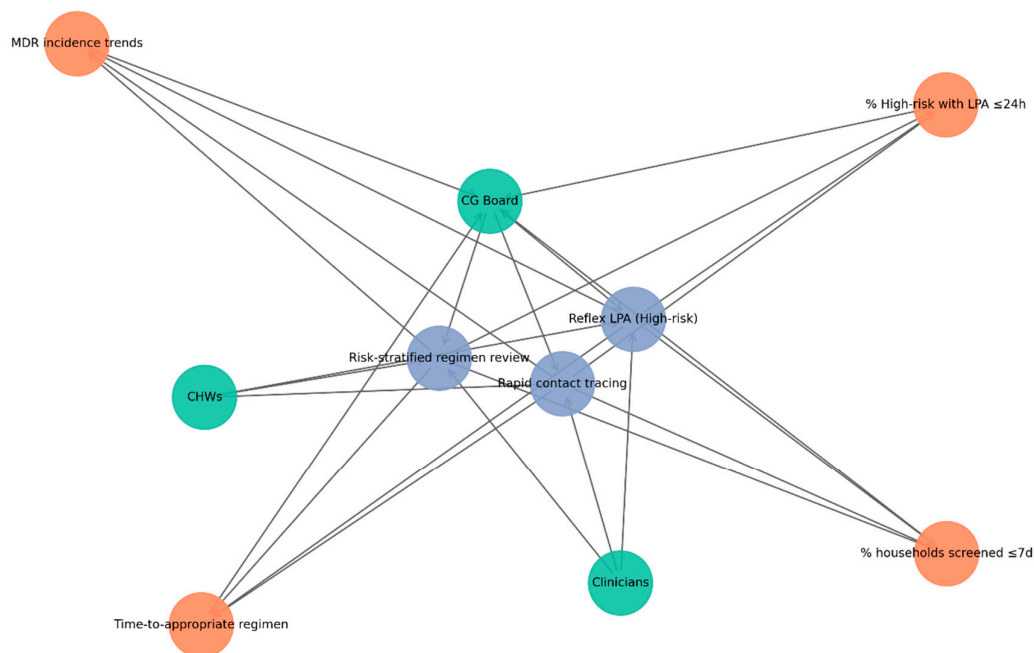 MDR incidence trends
% High-risk with LPA ≤24h
CG Board
Reflex LPA (High-risk)
Risk-stratified regimen review
Rapid contact tracing
CHWs
% households screened ≤7d
Clinicians
Time-to-appropriate regimen